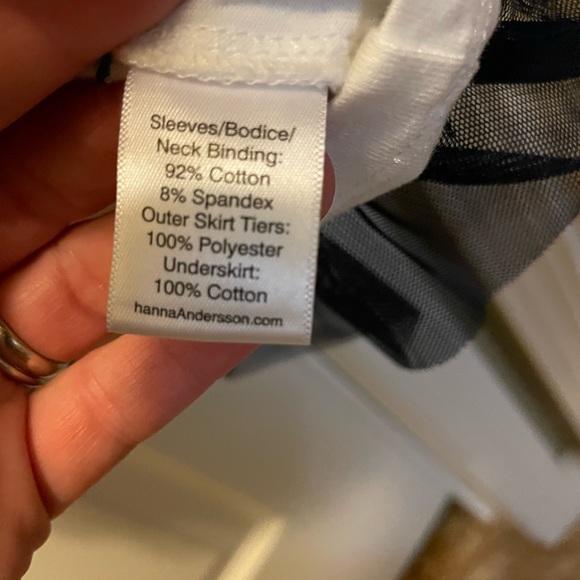 Sleeves/Bodice/
Neck Binding:
92% Cotton
8% Spandex
Outer Skirt Tiers:
100% Polyester
Underskirt:
100% Cotton
hannaAndersson.com